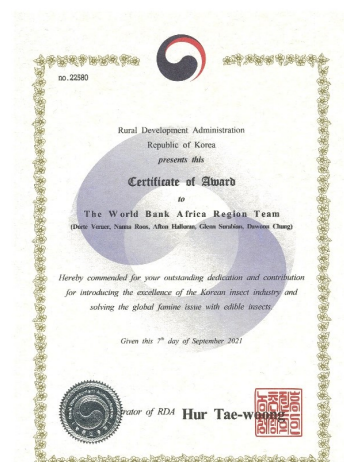 no. 22580
Rural Development Administration
Republic of Korea
presents this
Certificate of Award
to
The World Bank Africa Region Team
(Dorte Verner, Nanna Roos, Afton Halloran, Glenn Surabian, Dawoon Chung)
Hereby commended for your outstanding dedication and contribution
for introducing the excellence of the Korean insect industry and
solving the global famine issue with edible insects.
Given this 7th day of September 2021
trator of RDA Hur Tae-woong